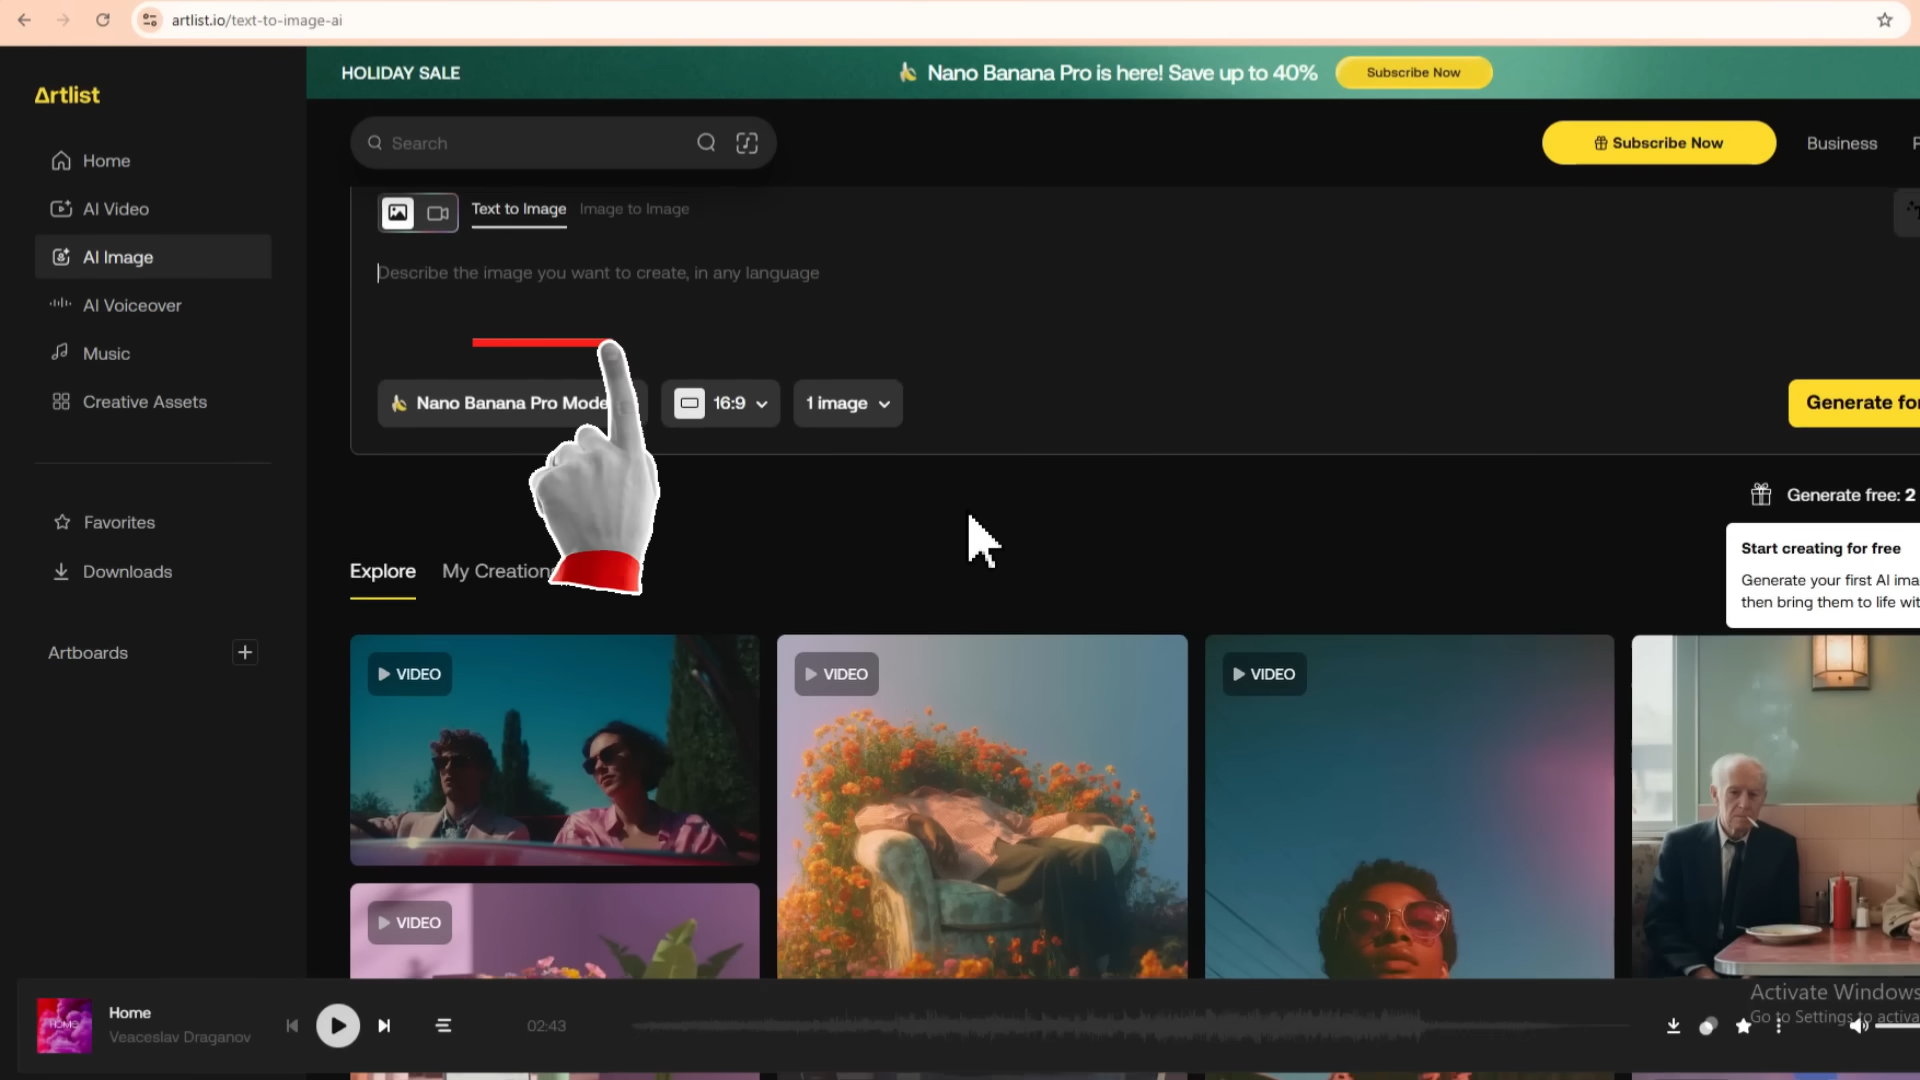 artlist.io/text-to-image-ai
HOLIDAY SALE
Nano Banana Pro is here! Save up to 40%
Subscribe Now
Artlist
Search
Subscribe Now
Business
Home
AI Video
AI Image
AI Voiceover
Music
Creative Assets
Favorites
Downloads
Artboards
Text to Image
Image to Image
Describe the image you want to create, in any language
Nano Banana Pro Mode
16:9
1 image
Generate for
Generate free: 2
Start creating for free
Generate your first AI ima
then bring them to life wit
Explore
My Creation
VIDEO
VIDEO
VIDEO
VIDEO
HOME
Home
Veaceslav Draganov
02:43
Activate Windows
Go to Settings to activa